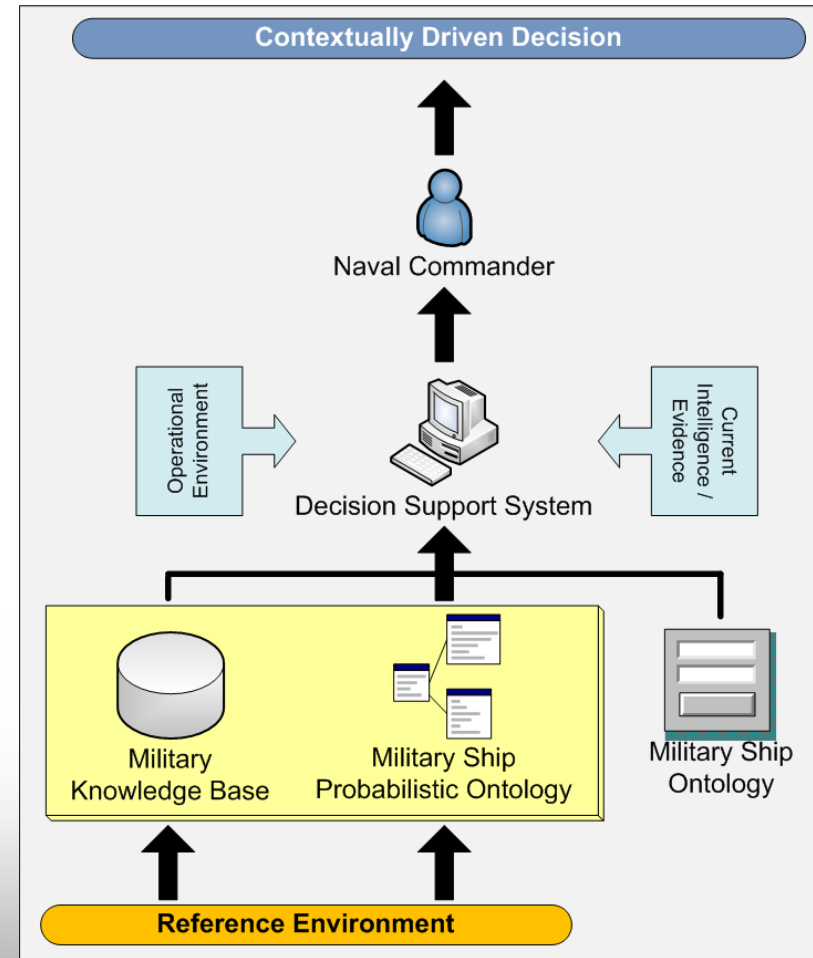 Contextually Driven Decision
Naval Commander
Operational
Environment
Current
Intelligence /
Evidence
Decision Support System
Military
Knowledge Base
Military Ship
Probabilistic Ontology
Military Ship
Ontology
Reference Environment